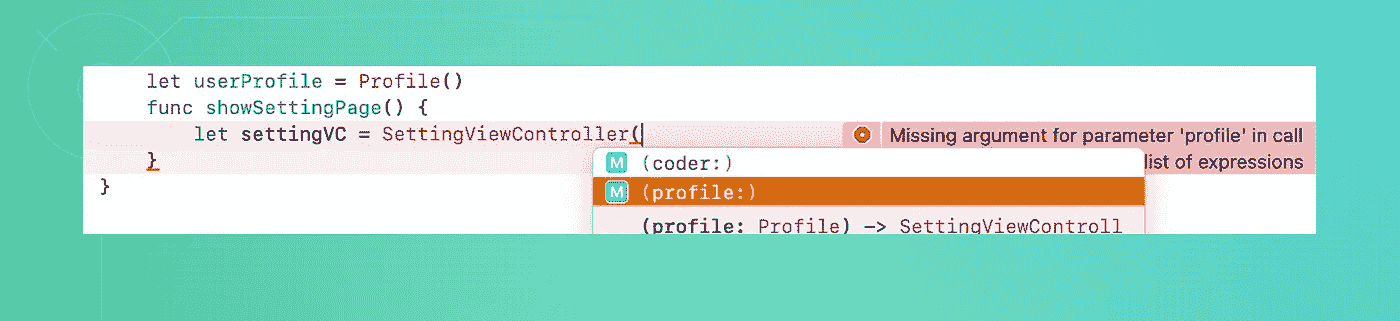 let userProfile = Profile()
func showSettingPage() {
let settingVC = SettingViewController(
Missing argument for parameter 'profile' in call
}
list of expressions
M (coder:)
}
M (profile:)
(profile: Profile) -> SettingViewControll